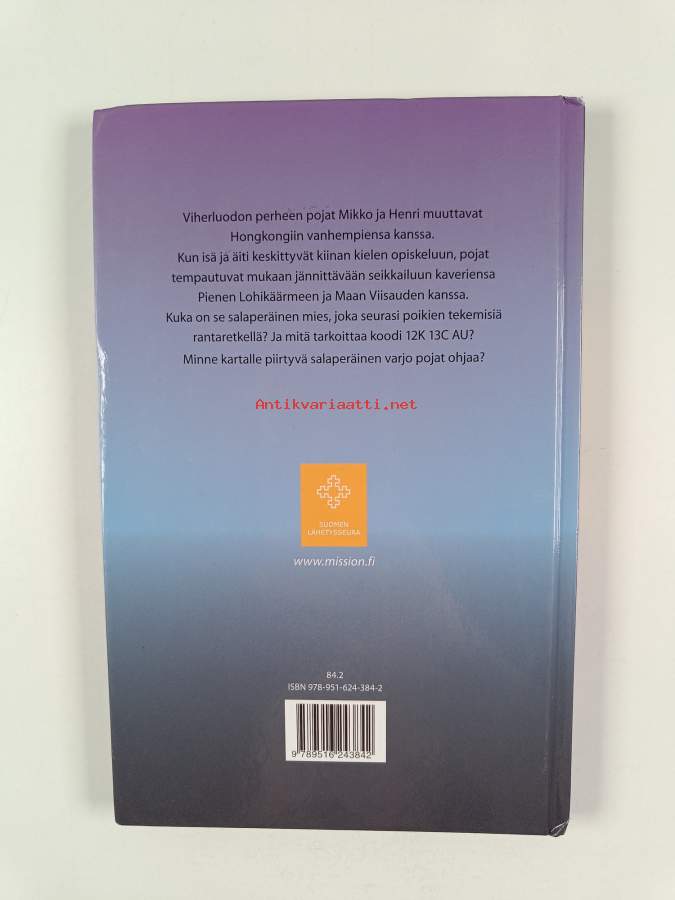 Viherluodon perheen pojat Mikko ja Henri muuttavat
Hongkongiin vanhempiensa kanssa.
Kun isä ja äiti keskittyvät kiinan kielen opiskeluun, pojat
tempautuvat mukaan jännittävään seikkailuun kaveriensa
Pienen Lohikäärmeen ja Maan Viisauden kanssa.
Kuka on se salaperäinen mies, joka seurasi poikien tekemisiä
rantaretkellä? Ja mitä tarkoittaa koodi 12K 13C AU?
Minne kartalle piirtyvä salaperäinen varjo pojat ohjaa?
Antikvariaatti.net
SUOMEN
LÄHETYSSEURA
www.mission.fi
84.2
ISBN 978-951-624-384-2
9 789516 243842